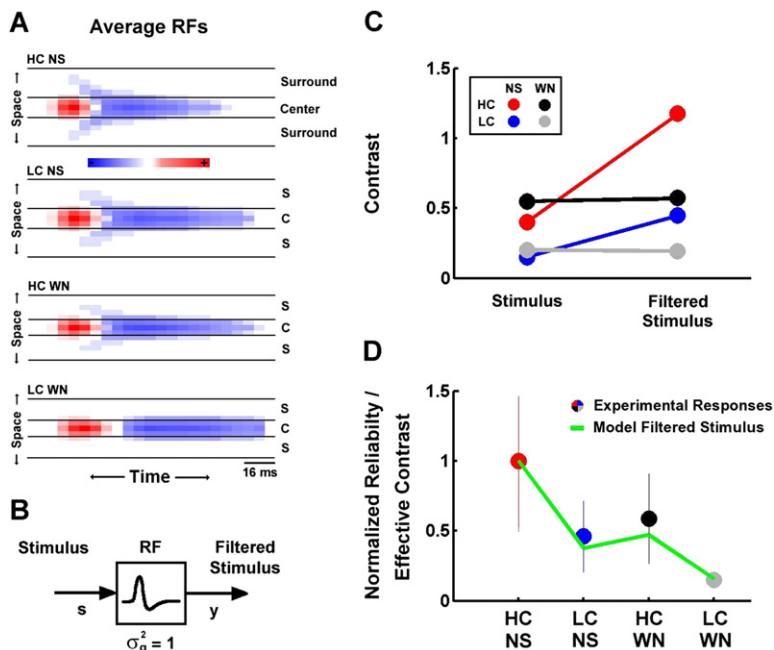 A
Average RFs
HC NS
↑ Space ↓
Surround
Center
Surround
- +
LC NS
↑ Space ↓
S
C
S
HC WN
↑ Space ↓
S
C
S
LC WN
↑ Space ↓
S
C
S
← Time →
16 ms
B
Stimulus
RF
Filtered
Stimulus
s
y
σ²g = 1
C
Contrast
1.5
1
0.5
0
NS WN
HC
LC
Stimulus
Filtered
Stimulus
D
Normalized Reliabilty /
Effective Contrast
1.5
1
0.5
0
Experimental Responses
Model Filtered Stimulus
HC LC HC LC
NS NS WN WN